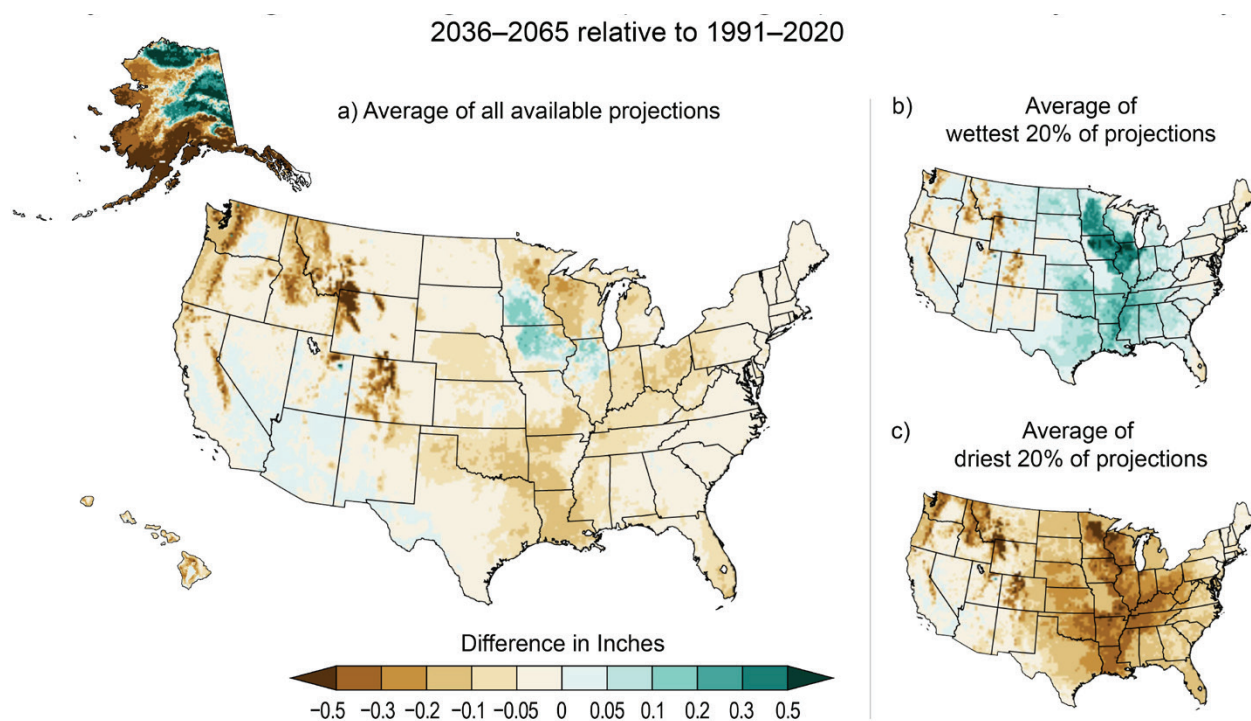 2036–2065 relative to 1991–2020
a) Average of all available projections
b)
Average of
wettest 20% of projections
c)
Average of
driest 20% of projections
Difference in Inches
−0.5 −0.3 −0.2 −0.1 −0.05 0 0.05 0.1 0.2 0.3 0.5